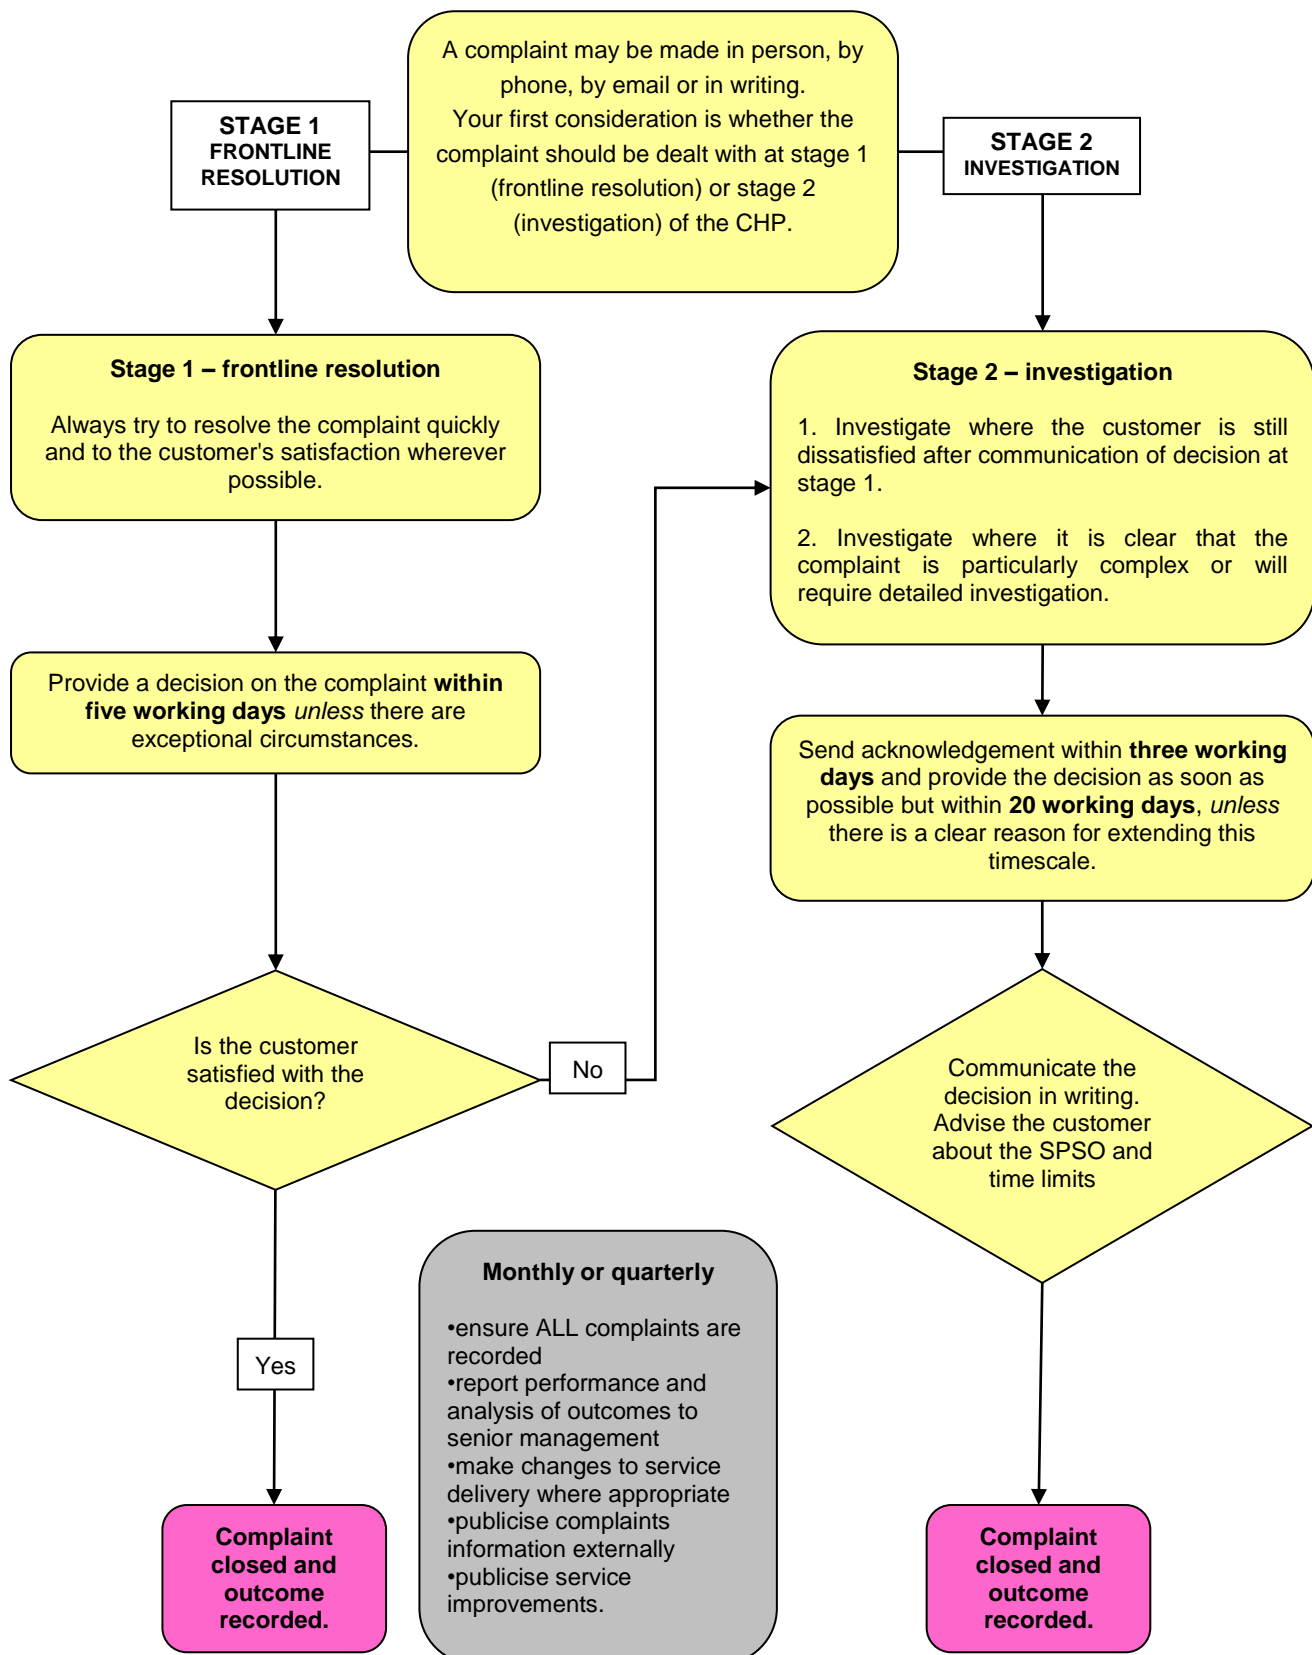 A complaint may be made in person, by
phone, by email or in writing.
Your first consideration is whether the
complaint should be dealt with at stage 1
(frontline resolution) or stage 2
(investigation) of the CHP.
STAGE 1
FRONTLINE
RESOLUTION
STAGE 2
INVESTIGATION
Stage 1 – frontline resolution
Always try to resolve the complaint quickly
and to the customer's satisfaction wherever
possible.
Provide a decision on the complaint within
five working days unless there are
exceptional circumstances.
Is the customer
satisfied with the
decision?
No
Yes
Complaint
closed and
outcome
recorded.
Stage 2 – investigation
1. Investigate where the customer is still
dissatisfied after communication of decision at
stage 1.
2. Investigate where it is clear that the
complaint is particularly complex or will
require detailed investigation.
Send acknowledgement within three working
days and provide the decision as soon as
possible but within 20 working days, unless
there is a clear reason for extending this
timescale.
Communicate the
decision in writing.
Advise the customer
about the SPSO and
time limits
Complaint
closed and
outcome
recorded.
Monthly or quarterly
•ensure ALL complaints are
recorded
•report performance and
analysis of outcomes to
senior management
•make changes to service
delivery where appropriate
•publicise complaints
information externally
•publicise service
improvements.